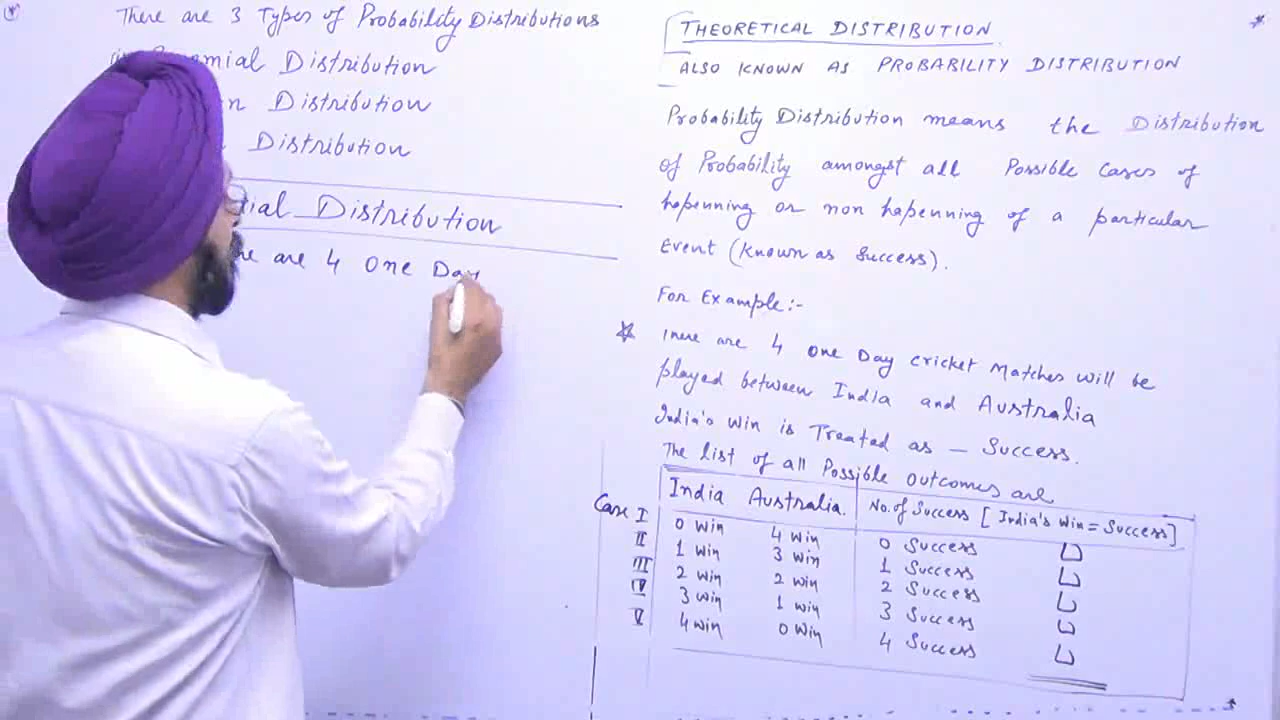 There are 3 Types of Probability Distributions
Distribution
Distribution
Distribution
Distribution
are 4 One Day
THEORETICAL DISTRIBUTION
ALSO KNOWN AS PROBABILITY DISTRIBUTION
Probability Distribution means the Distribution
of Probability amongst all Possible Cases of
hapenning or non hapenning of a particular
Event (Known as Success).
For Example:-
There are 4 One Day cricket Matches will be
played between India and Australia
India's Win is Treated as - Success.
The list of all Possible Outcomes are
India Australia. No. of Success [India's Win = Success]
Case I 0 Win 4 Win 0 Success
II 1 Win 3 Win 1 Success
III 2 Win 2 Win 2 Success
IV 3 Win 1 Win 3 Success
V 4 Win 0 Win 4 Success